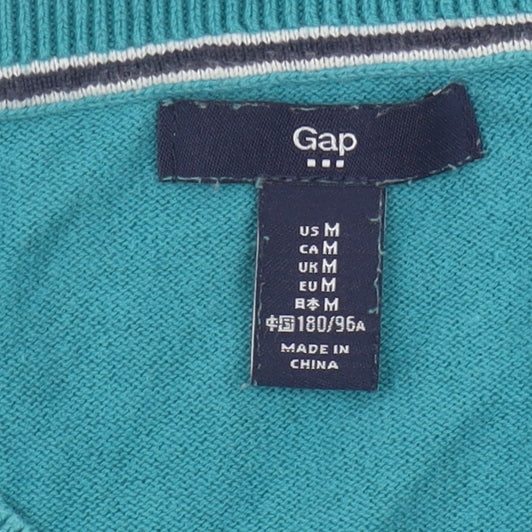 Gap
US M
CA M
UK M
EU M
日本 M
中国 180/96A
MADE IN
CHINA